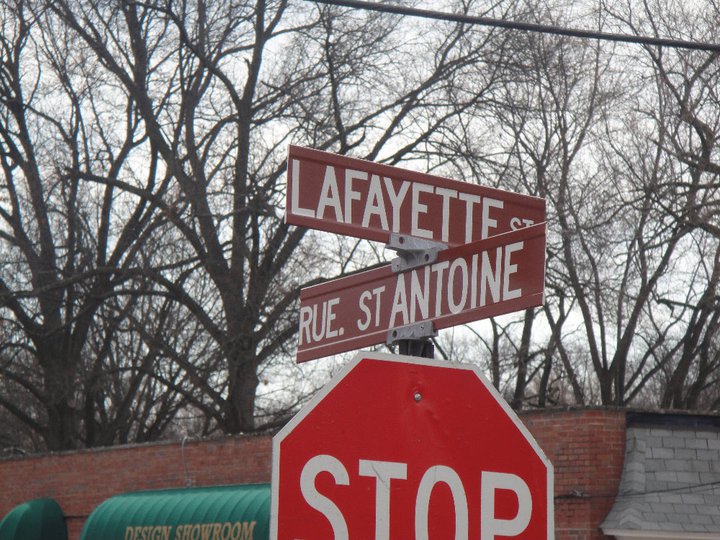 LAFAYETTE ST
RUE. ST ANTOINE
STOP
DESIGN SHOWROOM